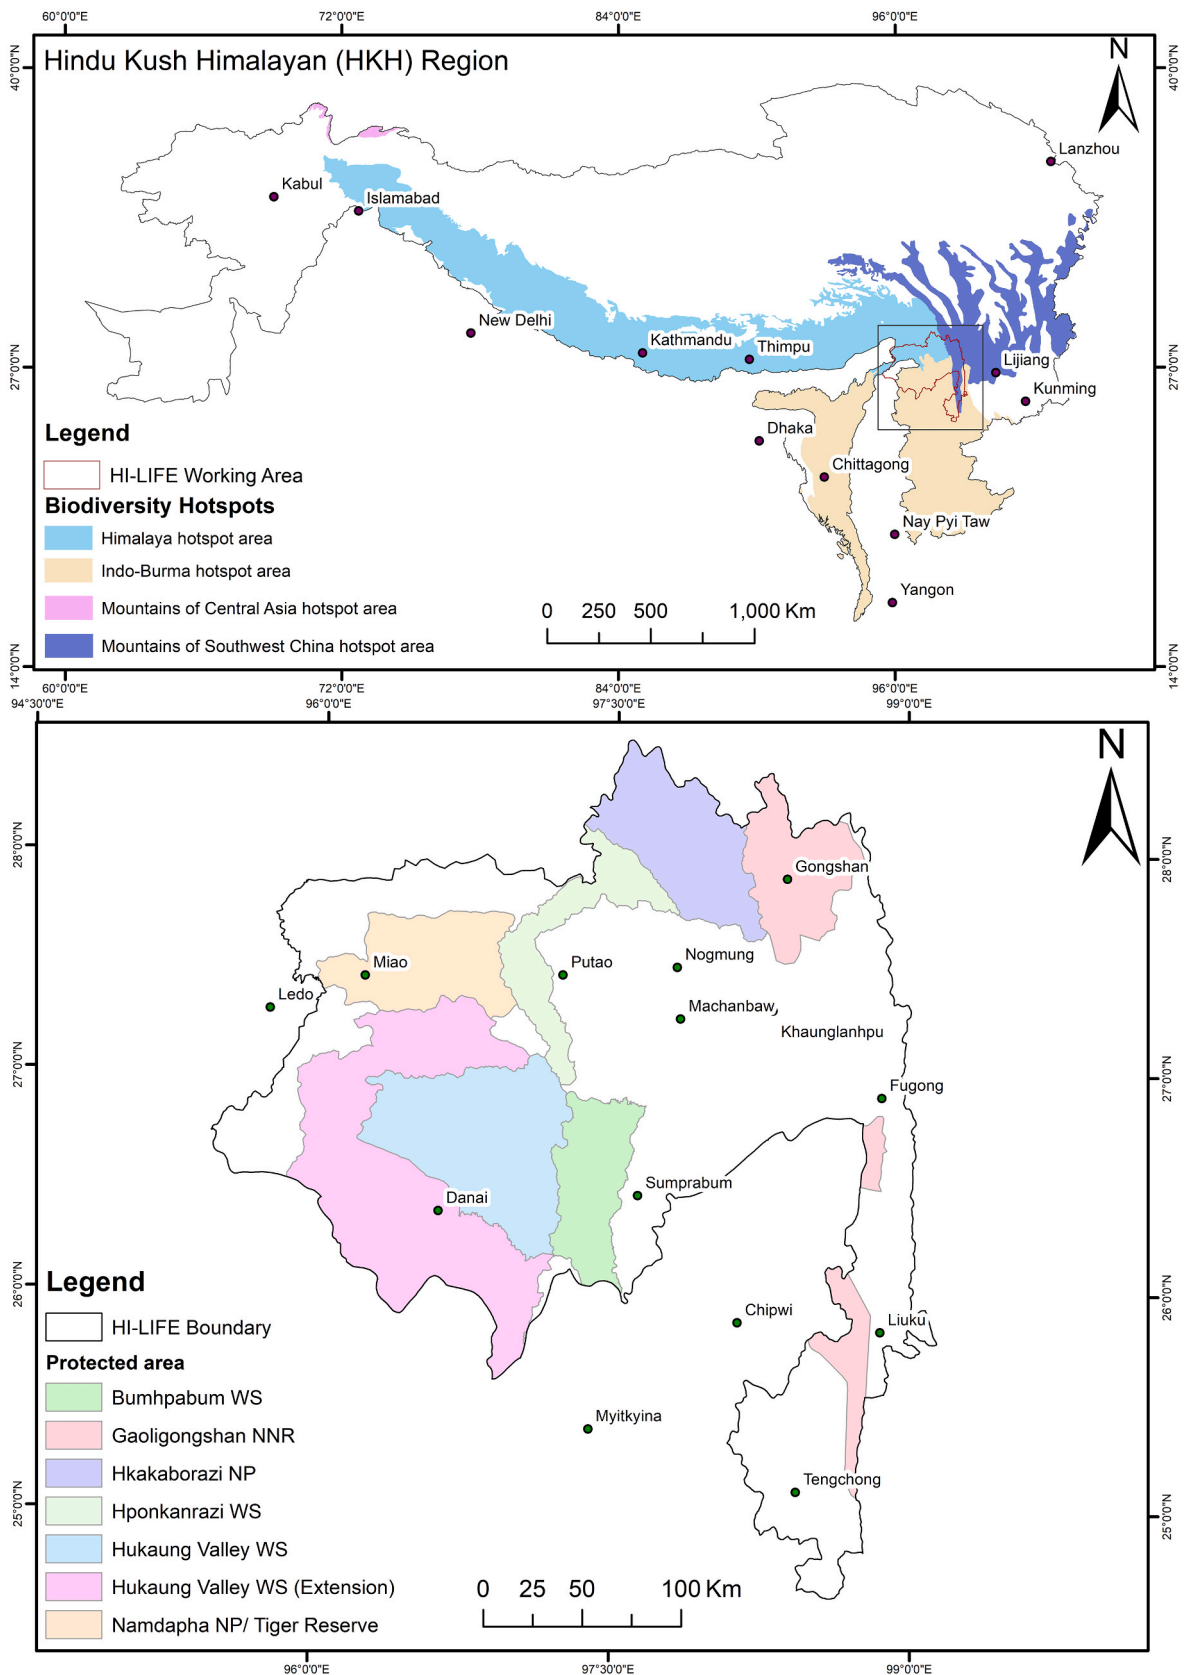 60°0'0"E 72°0'0"E 84°0'0"E 96°0'0"E
Hindu Kush Himalayan (HKH) Region
N
40°0'0"N 40°0'0"N
Lanzhou
Kabul
Islamabad
New Delhi
Kathmandu
Thimpu
Lijiang
27°0'0"N 27°0'0"N
Kunming
Dhaka
Chittagong
Nay Pyi Taw
Yangon
Legend
HI-LIFE Working Area
Biodiversity Hotspots
Himalaya hotspot area
Indo-Burma hotspot area
Mountains of Central Asia hotspot area
Mountains of Southwest China hotspot area
0 250 500 1,000 Km
14°0'0"N 14°0'0"N
60°0'0"E 72°0'0"E 84°0'0"E 96°0'0"E
94°30'0"E 96°0'0"E 97°30'0"E 99°0'0"E
N
28°0'0"N 28°0'0"N
Gongshan
Miao
Putao
Nogmung
Ledo
Machanbaw
Khaunglanhpu
27°0'0"N 27°0'0"N
Fugong
Sumprabum
Danai
26°0'0"N 26°0'0"N
Chipwi
Liuku
Myitkyina
Tengchong
25°0'0"N 25°0'0"N
Legend
HI-LIFE Boundary
Protected area
Bumhpabum WS
Gaoligongshan NNR
Hkakaborazi NP
Hponkanrazi WS
Hukaung Valley WS
Hukaung Valley WS (Extension)
Namdapha NP/ Tiger Reserve
0 25 50 100 Km
96°0'0"E 97°30'0"E 99°0'0"E